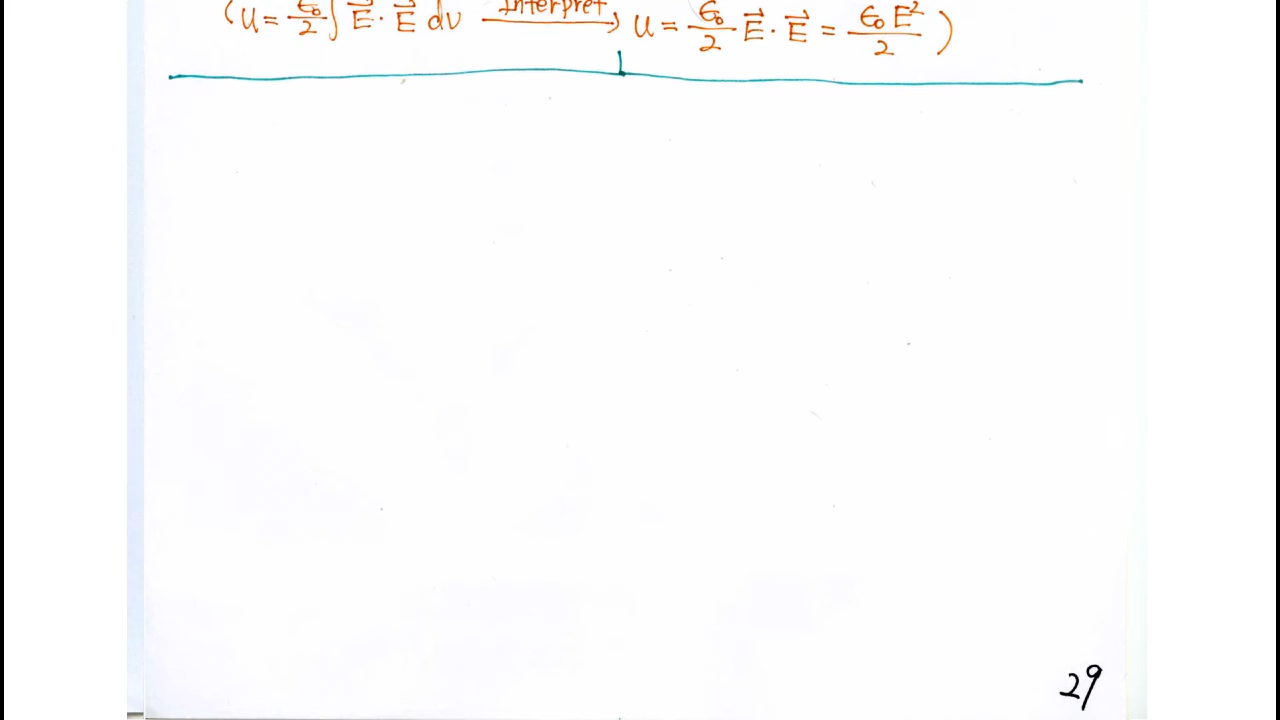 (U = ϵ₀/2 ∫ E⃗ · E⃗ dv —Interpret→ u = ϵ₀/2 E⃗ · E⃗ = ϵ₀E²/2)
29